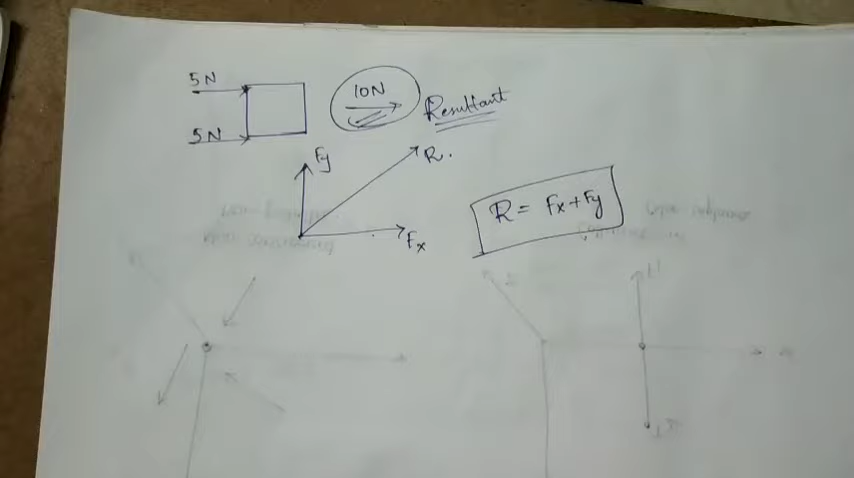 5N
10N
Resultant
5N
Fy
R.
R = Fx+Fy
Fx